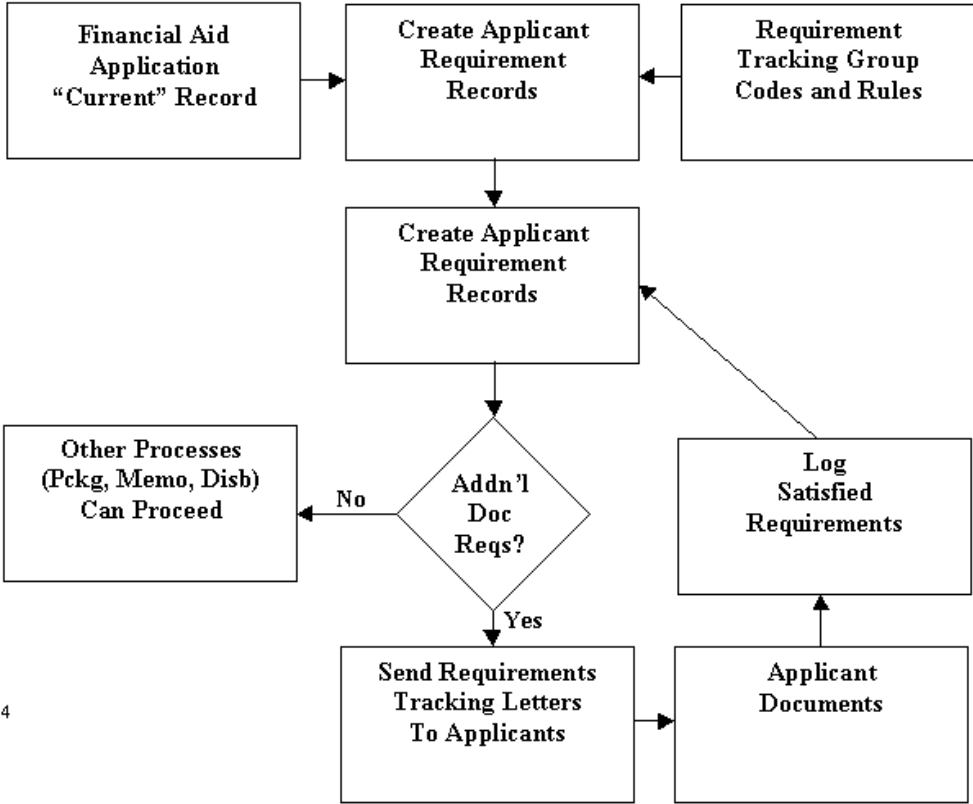 Financial Aid
Application
“Current” Record
Create Applicant
Requirement
Records
Requirement
Tracking Group
Codes and Rules
Create Applicant
Requirement
Records
Other Processes
(Pckg, Memo, Disb)
Can Proceed
No
Addn’l
Doc
Reqs?
Log
Satisfied
Requirements
Yes
Send Requirements
Tracking Letters
To Applicants
Applicant
Documents
4